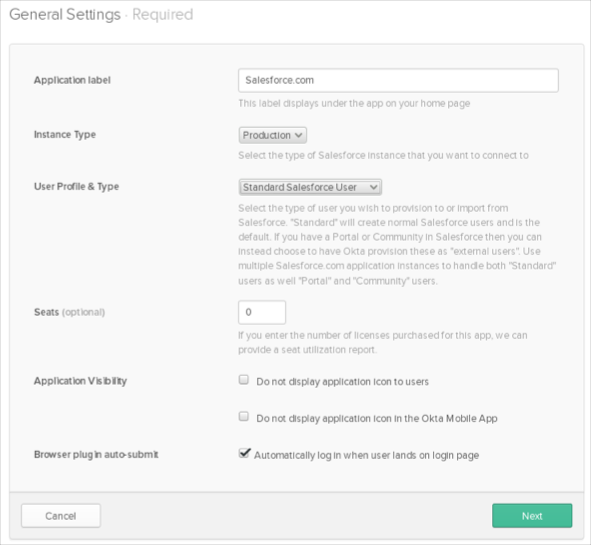 General Settings · Required
Application label
Salesforce.com
This label displays under the app on your home page
Instance Type
Production
Select the type of Salesforce instance that you want to connect to
User Profile & Type
Standard Salesforce User
Select the type of user you wish to provision to or import from
Salesforce. "Standard" will create normal Salesforce users and is the
default. If you have a Portal or Community in Salesforce then you can
instead choose to have Okta provision these as "external users". Use
multiple Salesforce.com application instances to handle both "Standard"
users as well "Portal" and "Community" users.
Seats (optional)
0
If you enter the number of licenses purchased for this app, we can
provide a seat utilization report.
Application Visibility
Do not display application icon to users
Do not display application icon in the Okta Mobile App
Browser plugin auto-submit
Automatically log in when user lands on login page
Cancel
Next